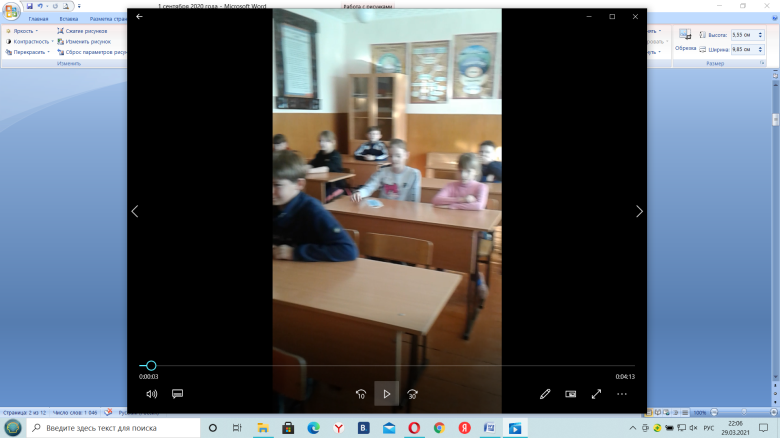 1 сентября 2020 года - Microsoft Word
Работа с рисунками
Главная Вставка Разметка стран
Яркость Сжатие рисунков
Контрастность Изменить рисунок
Перекрасить Сброс параметров рисун
Изменить
Обрезка
Высота: 5,55 см
Ширина: 9,85 см
Размер
0:00:03 0:04:13
10 30
Страница: 2 из 12 Число слов: 1 046
100%
Введите здесь текст для поиска
РУС
22:06
29.03.2021